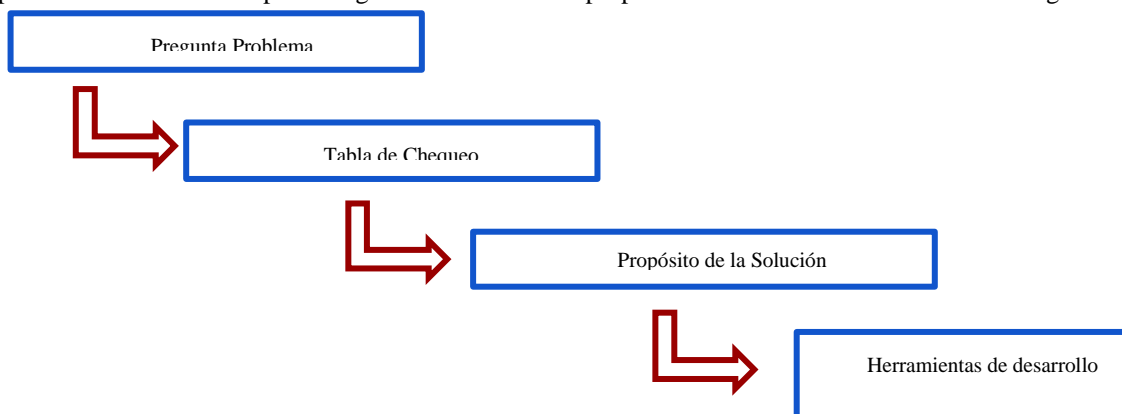 Pregunta Problema
Tabla de Chequeo
Propósito de la Solución
Herramientas de desarrollo